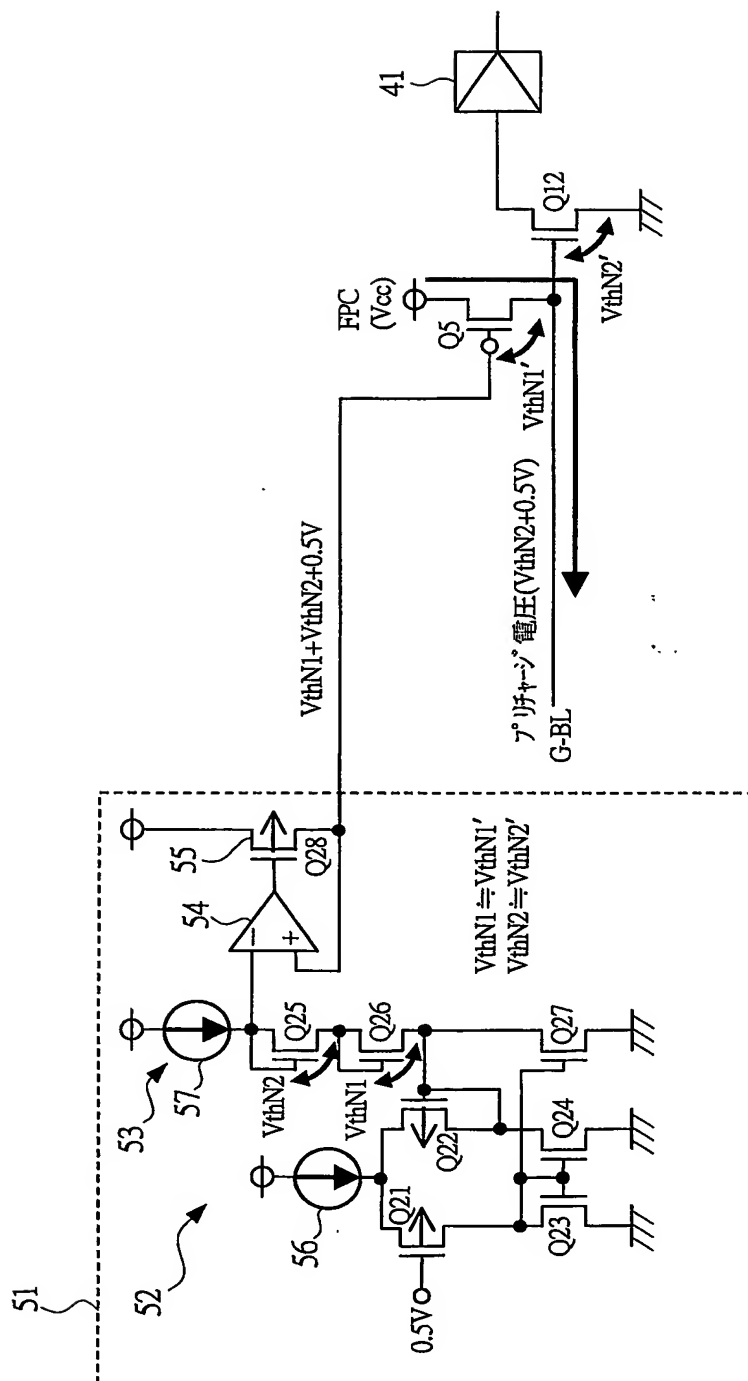 51
52
53
57
56
54
55
Q28
VthN2
Q25
VthN1
Q26
Q21
Q22
0.5V
Q23
Q24
Q27
VthN1≒VthN1'
VthN2≒VthN2'
VthN1+VthN2+0.5V
FPC
(Vcc)
Q5
VthN1'
プリチャージ電圧(VthN2+0.5V)
G-BL
41
Q12
VthN2'
−
+